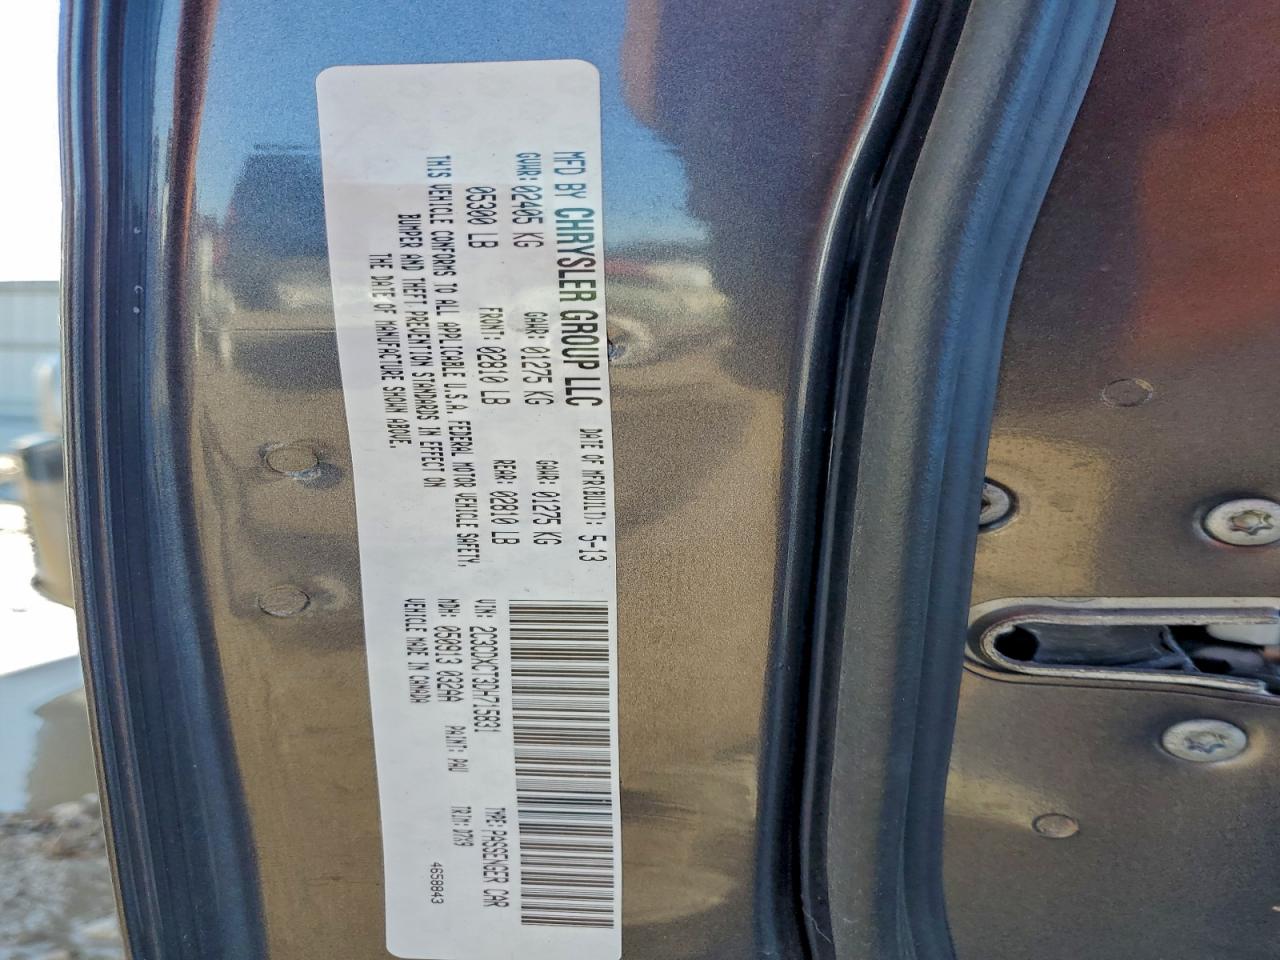 MFD BY CHRYSLER GROUP LLC DATE OF MFR(BUILT): 5-13
GVWR: 02405 KG GAWR: 01275 KG GAWR: 01275 KG
05300 LB FRONT: 02810 LB REAR: 02810 LB
THIS VEHICLE CONFORMS TO ALL APPLICABLE U.S.A. FEDERAL MOTOR VEHICLE SAFETY,
BUMPER AND THEFT PREVENTION STANDARDS IN EFFECT ON
THE DATE OF MANUFACTURE SHOWN ABOVE.
VIN: 2C3CDXCT3DH715831 TYPE: PASSENGER CAR
MDH: 050913 032AA PAINT: PAU TRIM: D7X9
VEHICLE MADE IN CANADA 4658843